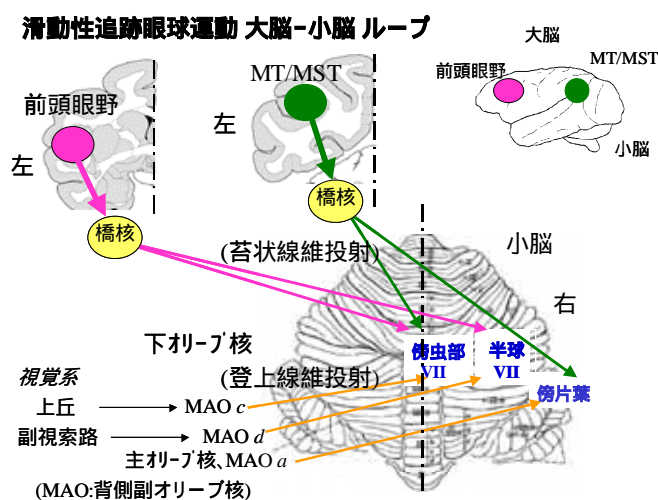 滑動性追跡眼球運動 大脳-小脳 ループ
大脳
MT/MST
前頭眼野
小脳
MT/MST
前頭眼野
左
左
橋核
橋核
(苔状線維投射)
小脳
右
下ｵﾘｰﾌﾞ核
傍虫部
VII
半球
VII
視覚系
(登上線維投射)
傍片葉
上丘
MAO c
副視索路
MAO d
主ｵﾘｰﾌﾞ核、MAO a
(MAO:背側副オリーブ核)